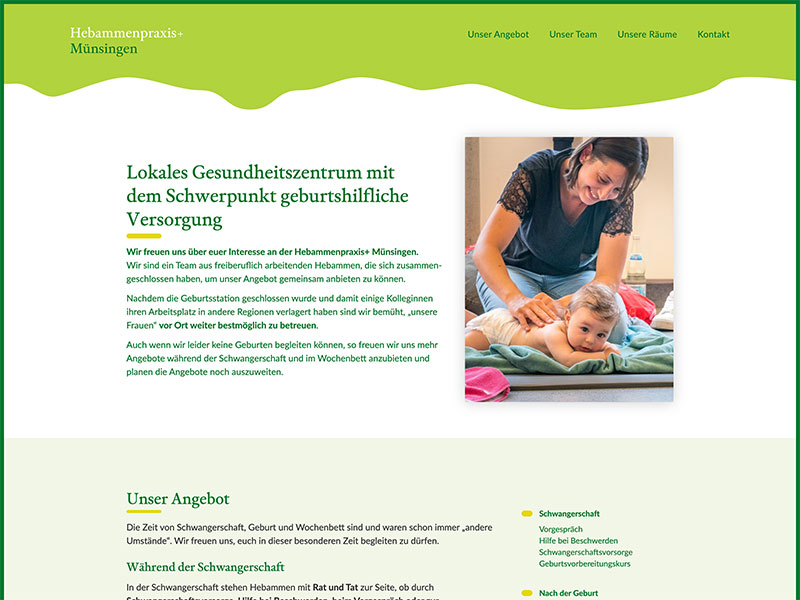 Hebammenpraxis+
Münsingen
Unser Angebot
Unser Team
Unsere Räume
Kontakt
Lokales Gesundheitszentrum mit
dem Schwerpunkt geburtshilfliche
Versorgung
Wir freuen uns über euer Interesse an der Hebammenpraxis+ Münsingen.
Wir sind ein Team aus freiberuflich arbeitenden Hebammen, die sich zusammen-
geschlossen haben, um unser Angebot gemeinsam anbieten zu können.
Nachdem die Geburtsstation geschlossen wurde und damit einige Kolleginnen
ihren Arbeitsplatz in andere Regionen verlagert haben sind wir bemüht, „unsere
Frauen“ vor Ort weiter bestmöglich zu betreuen.
Auch wenn wir leider keine Geburten begleiten können, so freuen wir uns mehr
Angebote während der Schwangerschaft und im Wochenbett anzubieten und
planen die Angebote noch auszuweiten.
Unser Angebot
Die Zeit von Schwangerschaft, Geburt und Wochenbett sind und waren schon immer „andere
Umstände“. Wir freuen uns, euch in dieser besonderen Zeit begleiten zu dürfen.
Während der Schwangerschaft
In der Schwangerschaft stehen Hebammen mit Rat und Tat zur Seite, ob durch
Schwangerschaft
Vorgespräch
Hilfe bei Beschwerden
Schwangerschaftsvorsorge
Geburtsvorbereitungskurs
Nach der Geburt